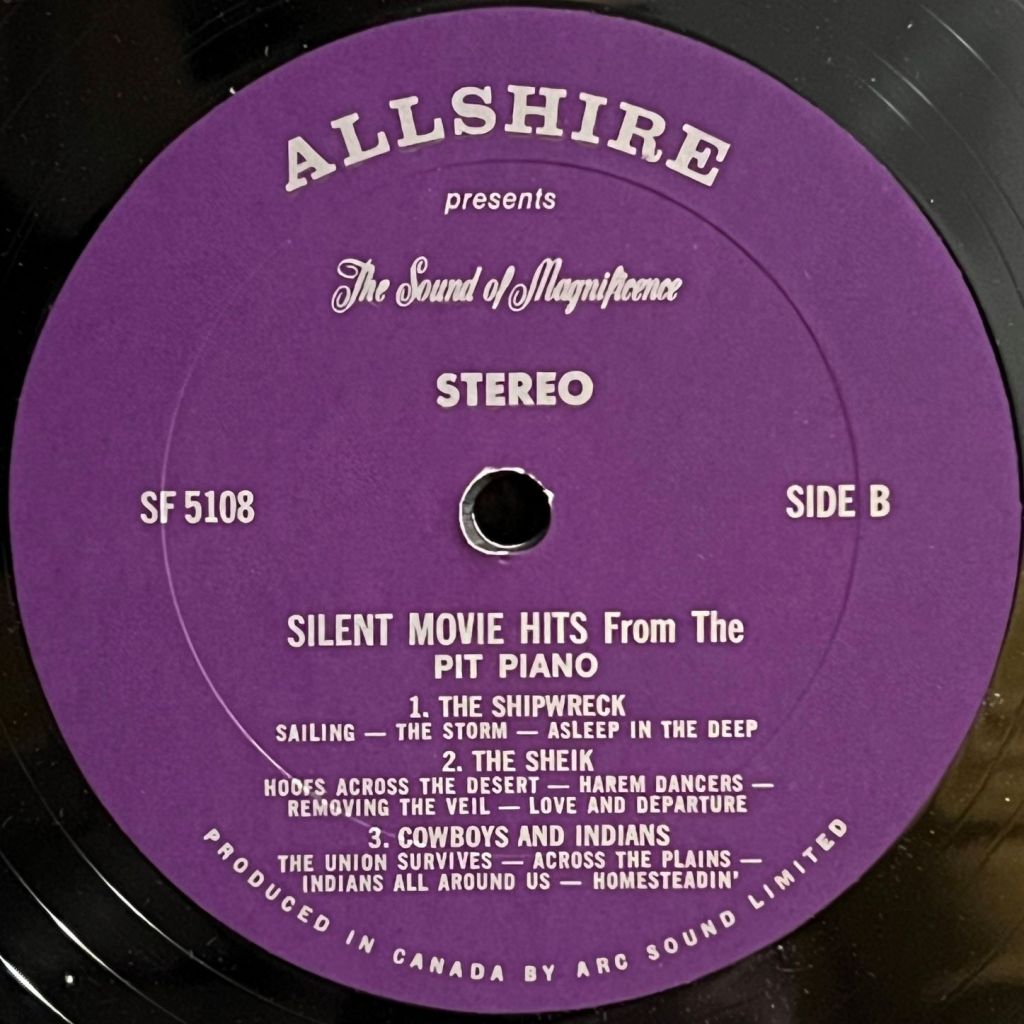 ALLSHIRE
presents
The Sound of Magnificence
STEREO
SF 5108
SIDE B
SILENT MOVIE HITS From The
PIT PIANO
1. THE SHIPWRECK
SAILING — THE STORM — ASLEEP IN THE DEEP
2. THE SHEIK
HOOFS ACROSS THE DESERT — HAREM DANCERS —
REMOVING THE VEIL — LOVE AND DEPARTURE
3. COWBOYS AND INDIANS
THE UNION SURVIVES — ACROSS THE PLAINS —
INDIANS ALL AROUND US — HOMESTEADIN'
PRODUCED IN CANADA BY ARC SOUND LIMITED